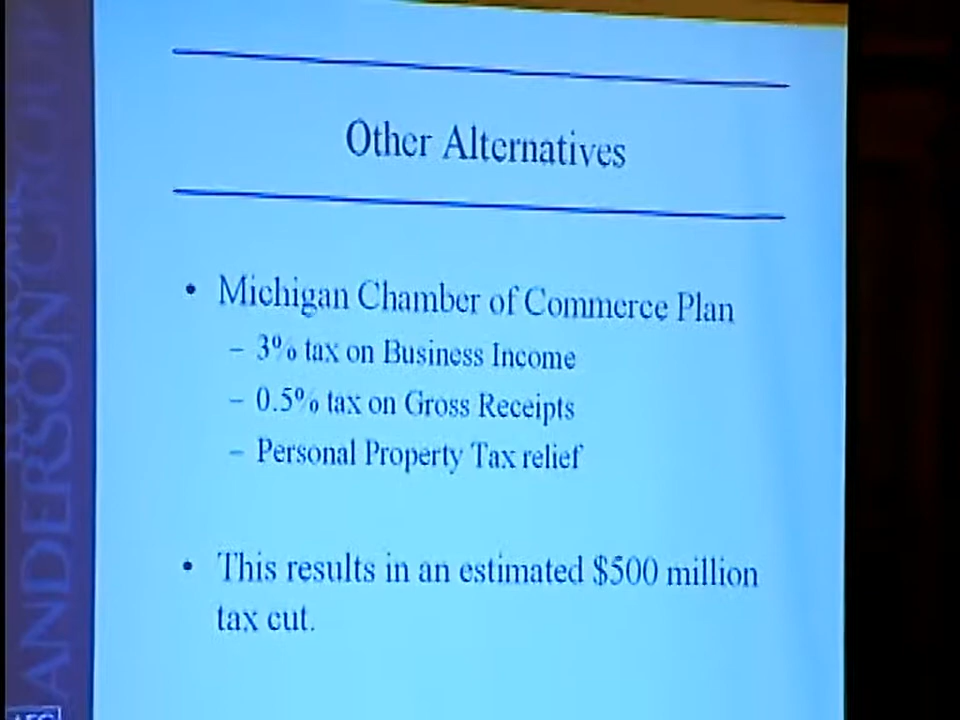 Other Alternatives
• Michigan Chamber of Commerce Plan
– 3% tax on Business Income
– 0.5% tax on Gross Receipts
– Personal Property Tax relief
• This results in an estimated $500 million
tax cut.
ANDERSON
AEG